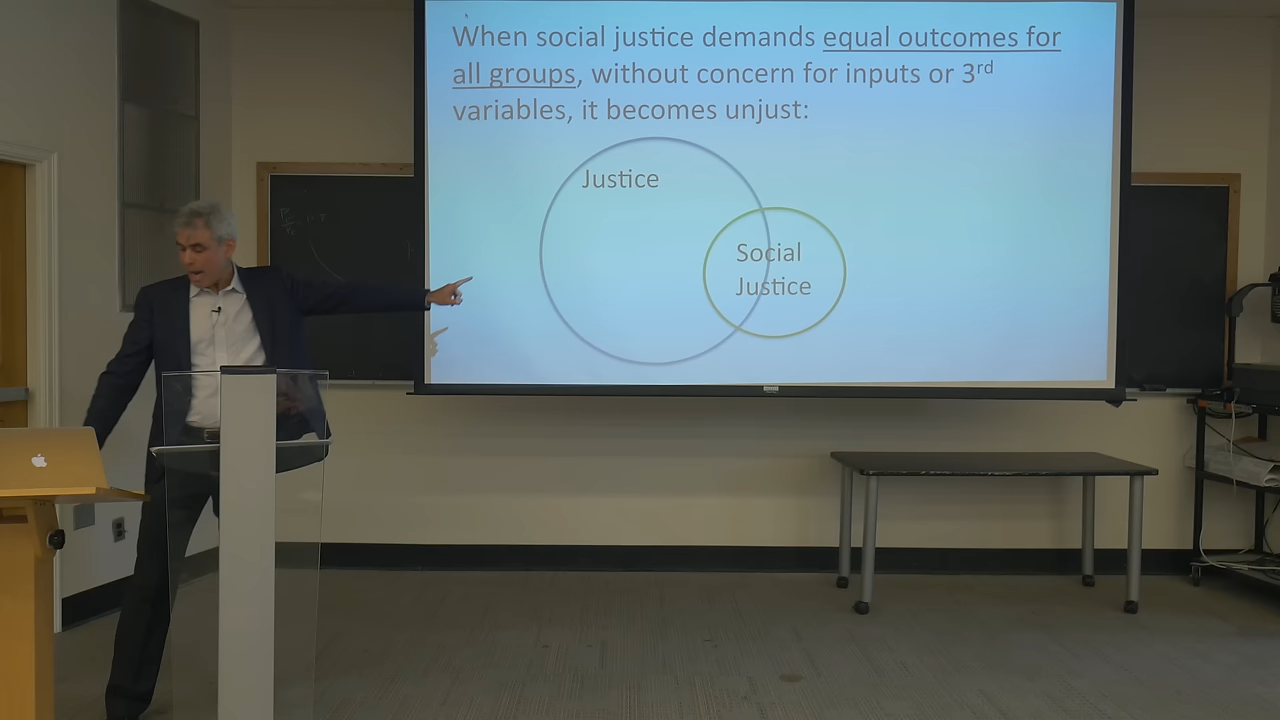 When social justice demands equal outcomes for
all groups, without concern for inputs or 3rd
variables, it becomes unjust:
Justice
Social
Justice